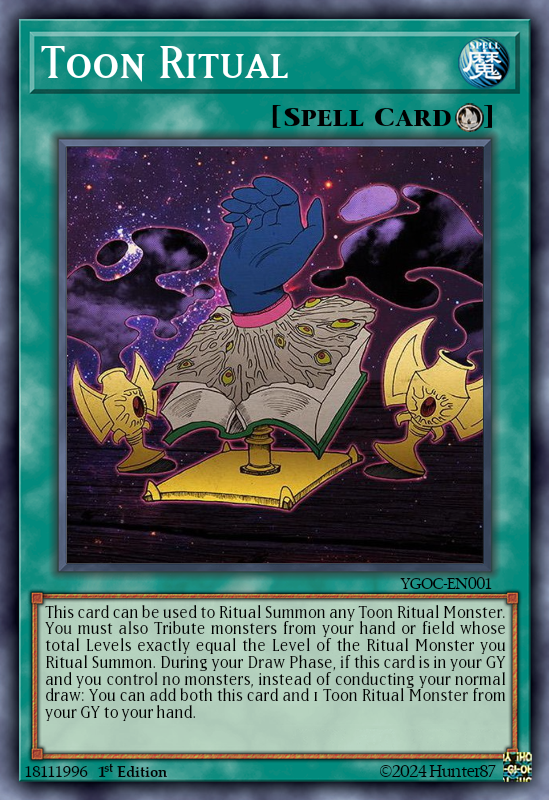 TOON RITUAL
SPELL
魔
[SPELL CARD]
YGOC-EN001
This card can be used to Ritual Summon any Toon Ritual Monster.
You must also Tribute monsters from your hand or field whose
total Levels exactly equal the Level of the Ritual Monster you
Ritual Summon. During your Draw Phase, if this card is in your GY
and you control no monsters, instead of conducting your normal
draw: You can add both this card and 1 Toon Ritual Monster from
your GY to your hand.
18111996 1st Edition ©2024 Hunter87